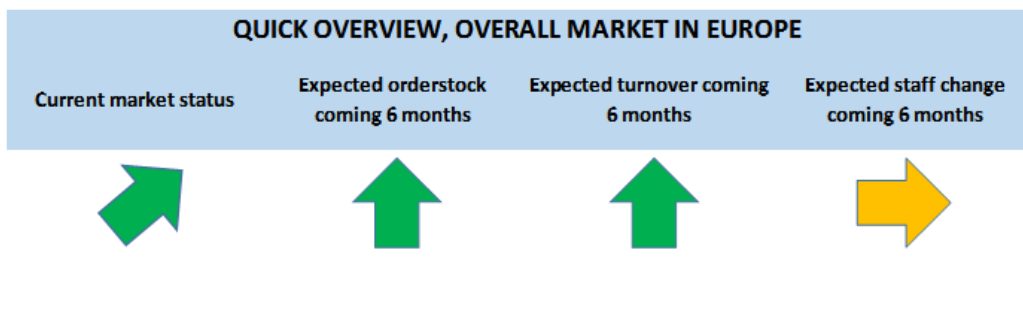 QUICK OVERVIEW, OVERALL MARKET IN EUROPE
Current market status
Expected orderstock
coming 6 months
Expected turnover coming
6 months
Expected staff change
coming 6 months